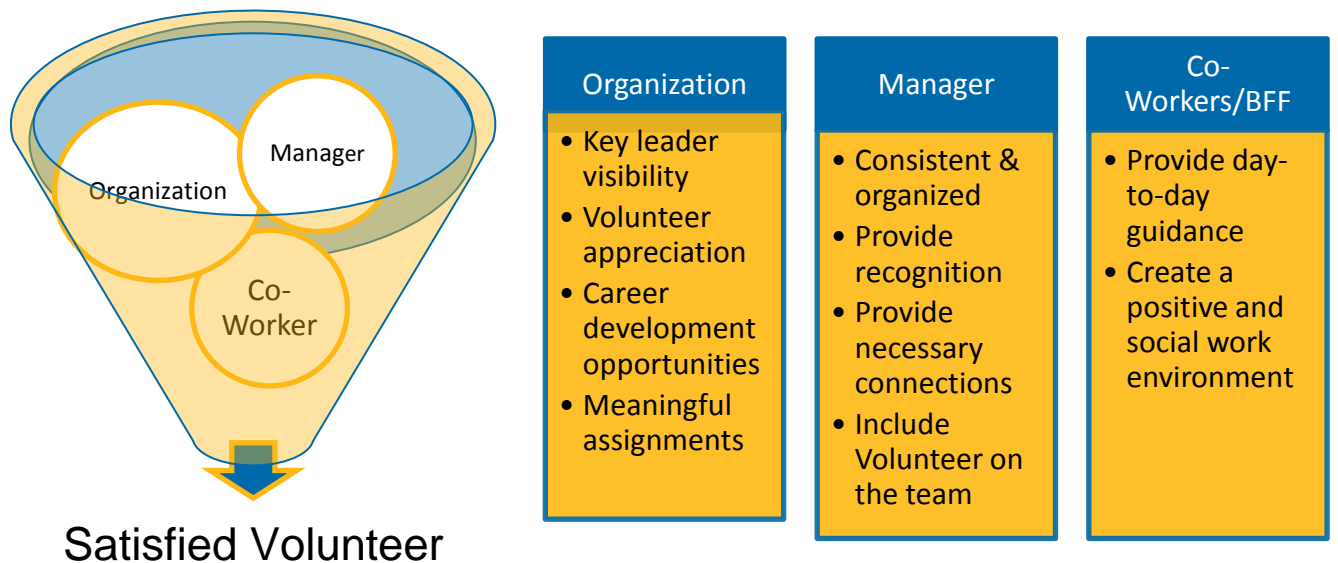 Manager
Organization
Co-
Worker
Satisfied Volunteer
Organization
• Key leader
visibility
• Volunteer
appreciation
• Career
development
opportunities
• Meaningful
assignments
Manager
• Consistent &
organized
• Provide
recognition
• Provide
necessary
connections
• Include
Volunteer on
the team
Co-
Workers/BFF
• Provide day-
to-day
guidance
• Create a
positive and
social work
environment